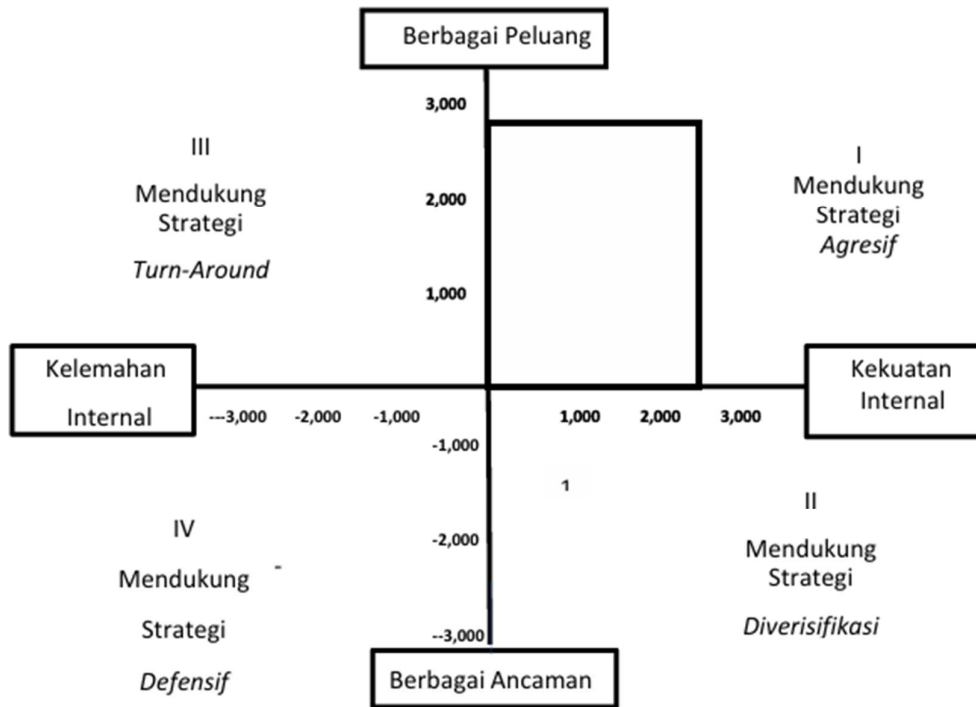 Berbagai Peluang
3,000
III
Mendukung
Strategi
Turn-Around
2,000
1,000
I
Mendukung
Strategi
Agresif
Kelemahan
Internal
---3,000 -2,000 -1,000
1,000 2,000 3,000
Kekuatan
Internal
-1,000
1
-2,000
--3,000
IV
Mendukung -
Strategi
Defensif
II
Mendukung
Strategi
Diverisifikasi
Berbagai Ancaman